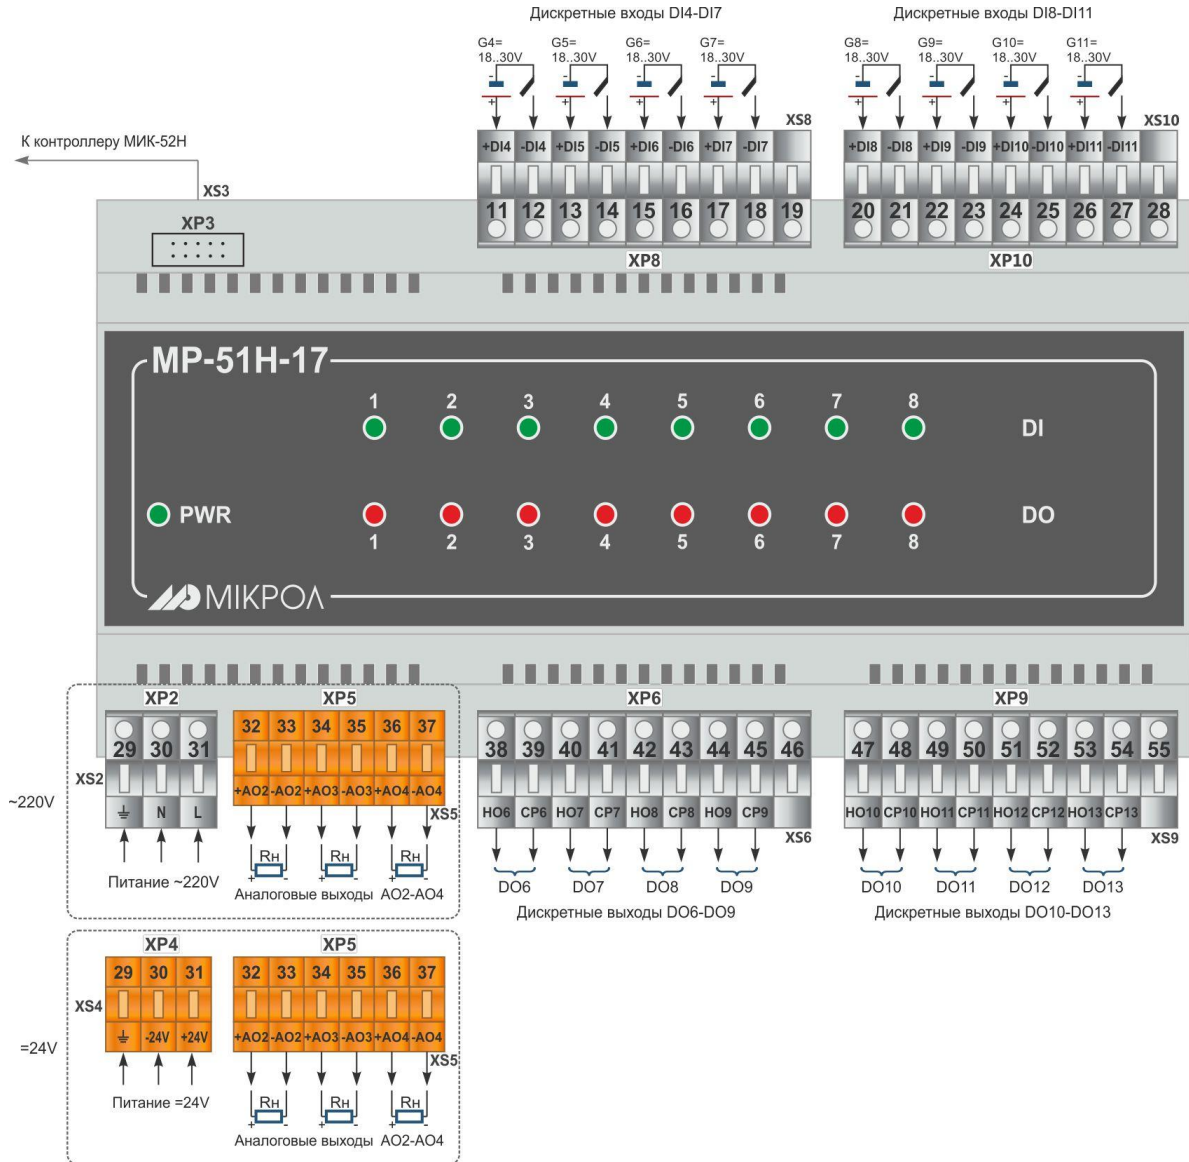 Дискретные входы DI4-DI7
Дискретные входы DI8-DI11
G4= G5= G6= G7=
18..30V 18..30V 18..30V 18..30V
G8= G9= G10= G11=
18..30V 18..30V 18..30V 18..30V
- - - -
- - - -
+ + + +
+ + + +
XS8
XS10
К контроллеру МИК-52Н
+DI4 -DI4 +DI5 -DI5 +DI6 -DI6 +DI7 -DI7
+DI8 -DI8 +DI9 -DI9 +DI10 -DI10 +DI11 -DI11
XS3
11 12 13 14 15 16 17 18 19
20 21 22 23 24 25 26 27 28
XP3
XP8
XP10
МР-51Н-17
1 2 3 4 5 6 7 8
DI
PWR
DO
1 2 3 4 5 6 7 8
МІКРОΛ
XP2
XP5
XP6
XP9
29 30 31
32 33 34 35 36 37
38 39 40 41 42 43 44 45 46
47 48 49 50 51 52 53 54 55
XS2
~220V
N L
+AO2 -AO2 +AO3 -AO3 +AO4 -AO4
XS5
HO6 CP6 HO7 CP7 HO8 CP8 HO9 CP9
XS6
HO10 CP10 HO11 CP11 HO12 CP12 HO13 CP13
XS9
Rн Rн Rн
+ - + - + -
Питание ~220V
Аналоговые выходы AO2-AO4
DO6 DO7 DO8 DO9
DO10 DO11 DO12 DO13
Дискретные выходы DO6-DO9
Дискретные выходы DO10-DO13
XP4
XP5
29 30 31
32 33 34 35 36 37
XS4
=24V
-24V +24V
+AO2 -AO2 +AO3 -AO3 +AO4 -AO4
XS5
Питание =24V
Rн Rн Rн
+ - + - + -
Аналоговые выходы AO2-AO4